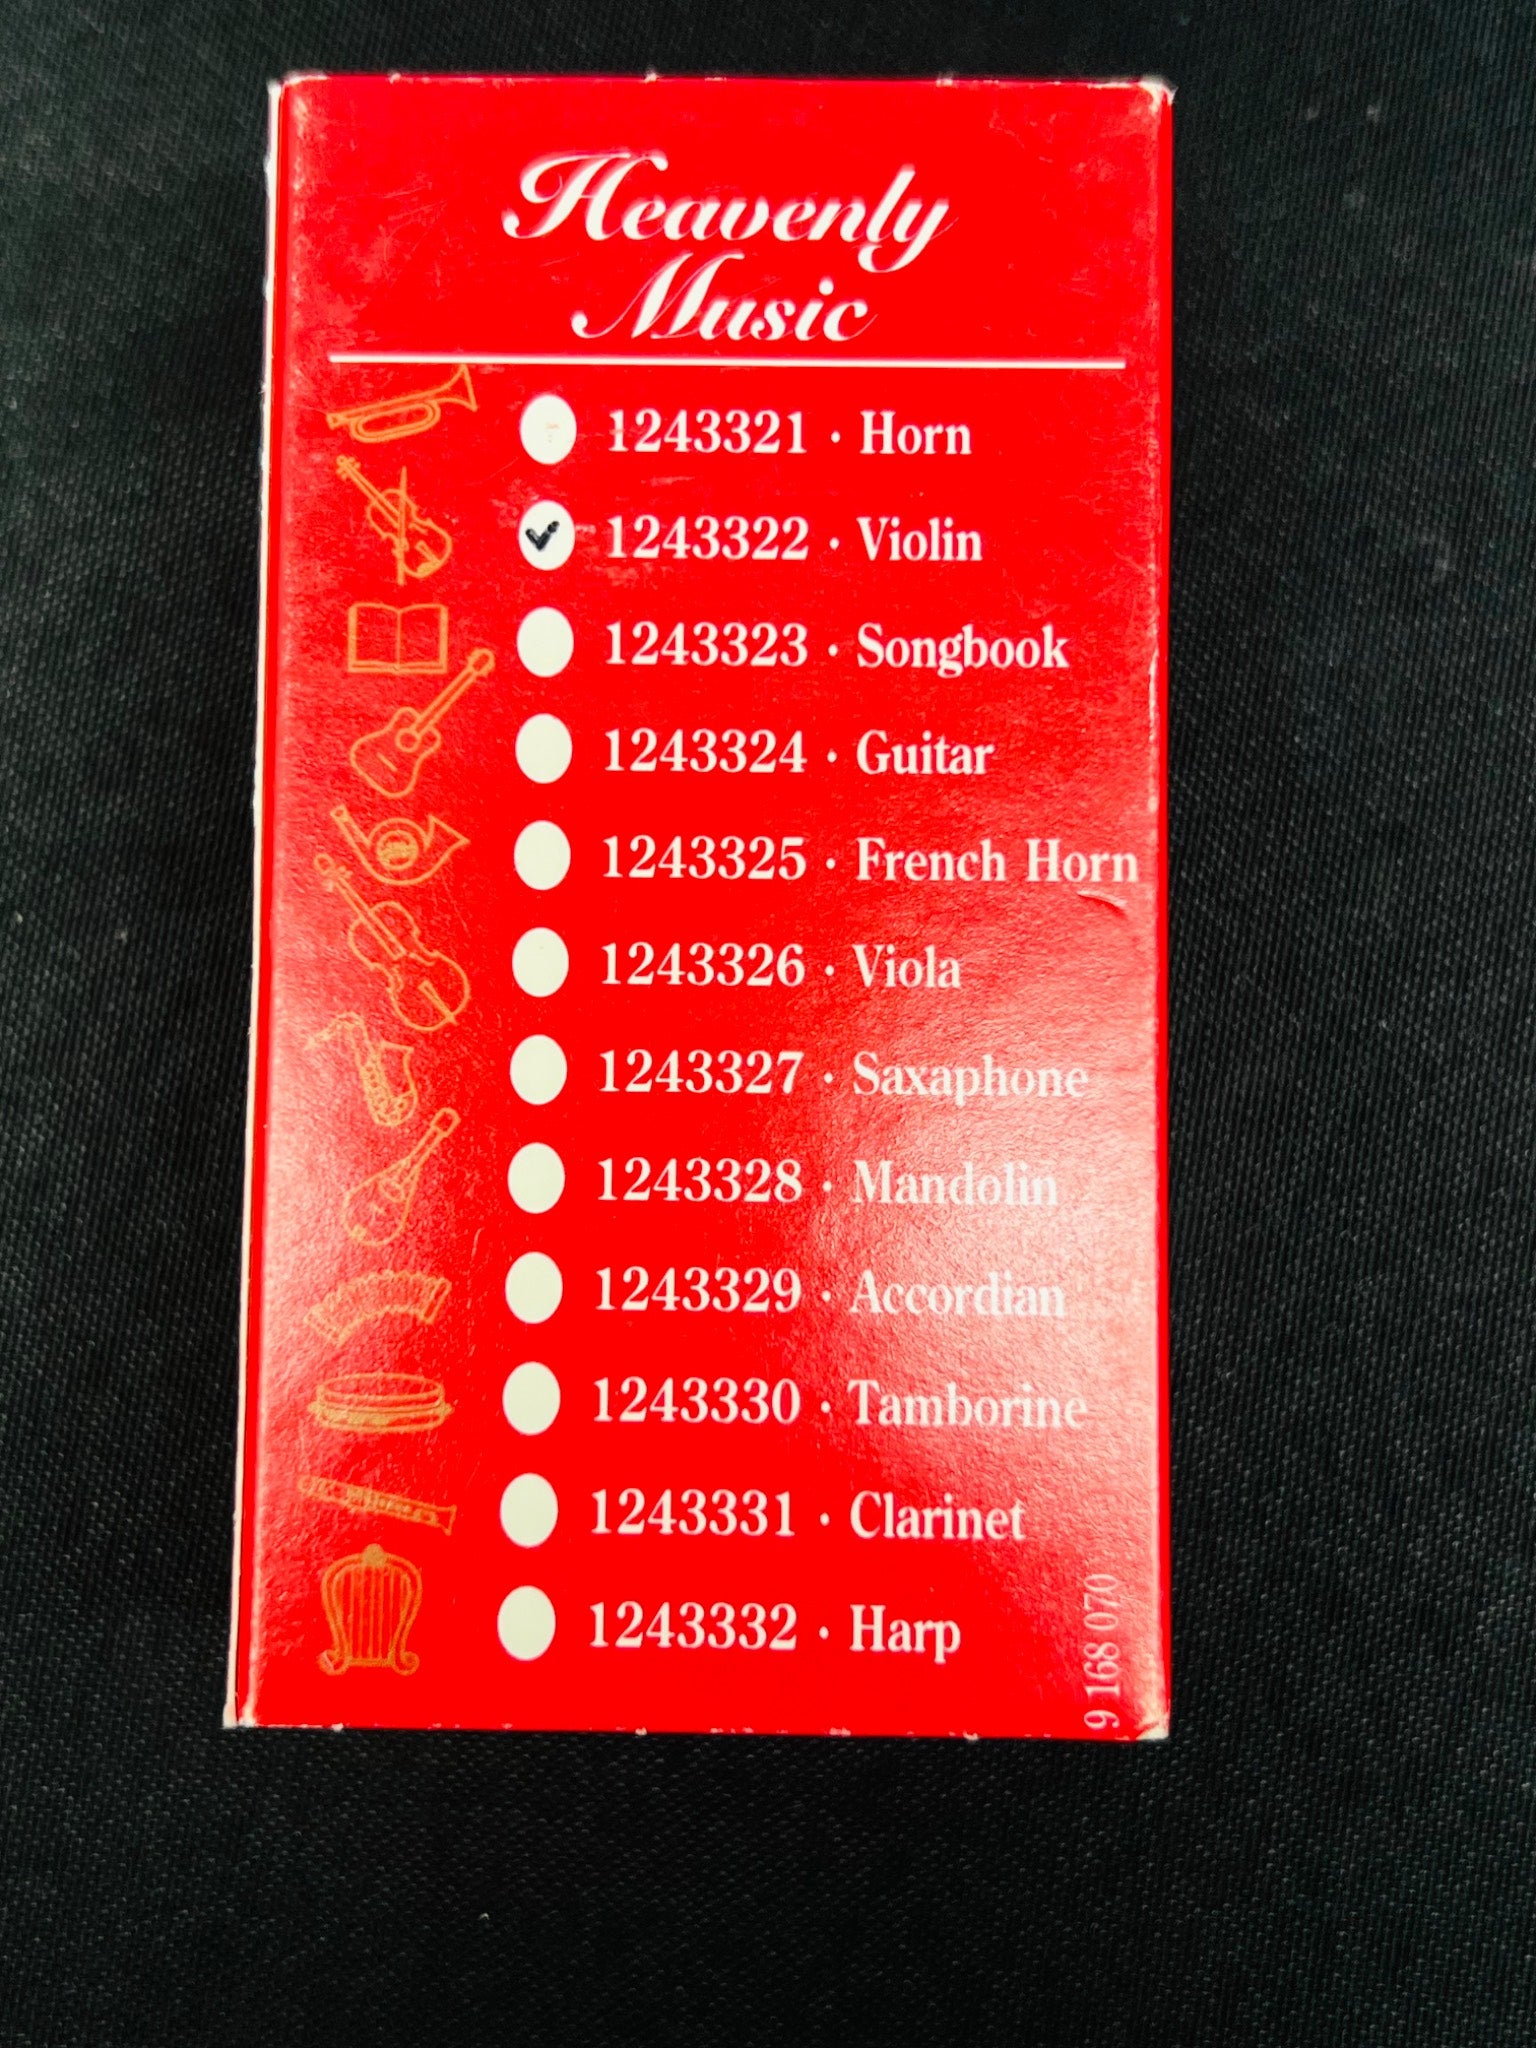 Heavenly
Music
1243321 · Horn
1243322 · Violin
1243323 · Songbook
1243324 · Guitar
1243325 · French Horn
1243326 · Viola
1243327 · Saxaphone
1243328 · Mandolin
1243329 · Accordian
1243330 · Tamborine
1243331 · Clarinet
1243332 · Harp
9 168 070